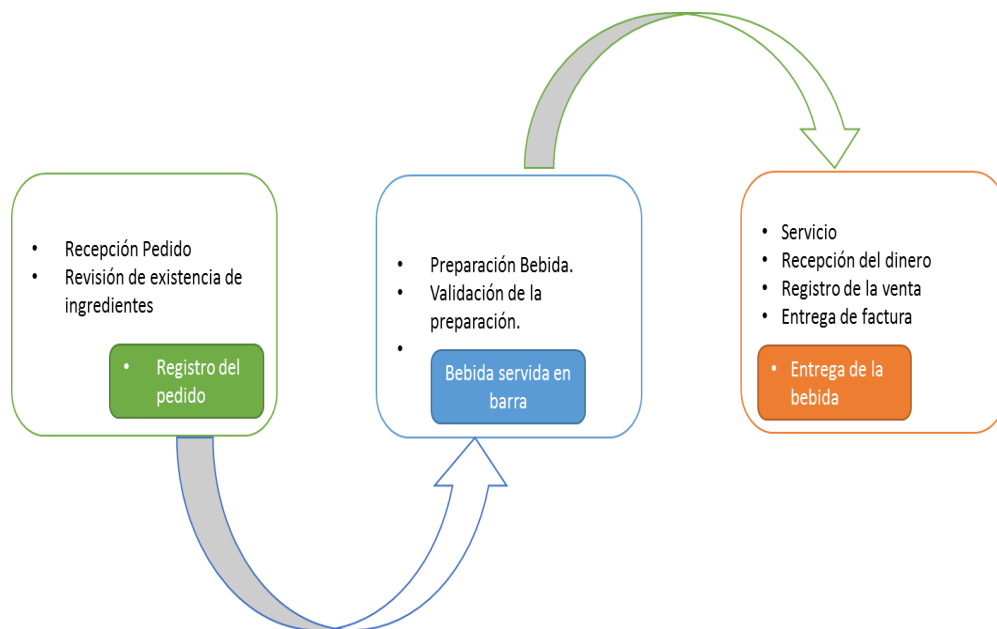 • Recepción Pedido
• Revisión de existencia de
ingredientes
• Registro del
pedido
• Preparación Bebida.
• Validación de la
preparación.
•
Bebida servida en
barra
• Servicio
• Recepción del dinero
• Registro de la venta
• Entrega de factura
• Entrega de la
bebida